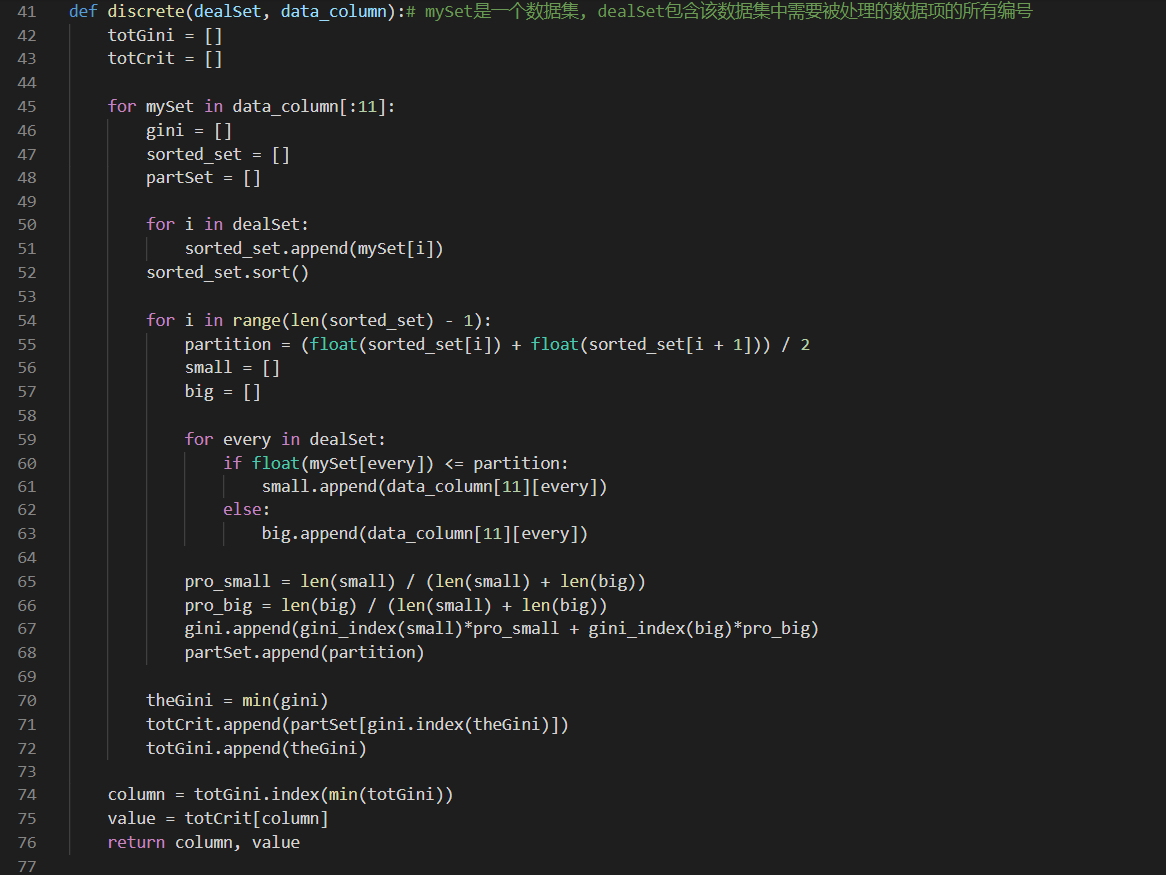 41 def discrete(dealSet, data_column):# mySet是一个数据集, dealSet包含该数据集中需要被处理的数据项的所有编号
42     totGini = []
43     totCrit = []
44
45     for mySet in data_column[:11]:
46         gini = []
47         sorted_set = []
48         partSet = []
49
50         for i in dealSet:
51             sorted_set.append(mySet[i])
52         sorted_set.sort()
53
54         for i in range(len(sorted_set) - 1):
55             partition = (float(sorted_set[i]) + float(sorted_set[i + 1])) / 2
56             small = []
57             big = []
58
59             for every in dealSet:
60                 if float(mySet[every]) <= partition:
61                     small.append(data_column[11][every])
62                 else:
63                     big.append(data_column[11][every])
64
65             pro_small = len(small) / (len(small) + len(big))
66             pro_big = len(big) / (len(small) + len(big))
67             gini.append(gini_index(small)*pro_small + gini_index(big)*pro_big)
68             partSet.append(partition)
69
70         theGini = min(gini)
71         totCrit.append(partSet[gini.index(theGini)])
72         totGini.append(theGini)
73
74     column = totGini.index(min(totGini))
75     value = totCrit[column]
76     return column, value
77